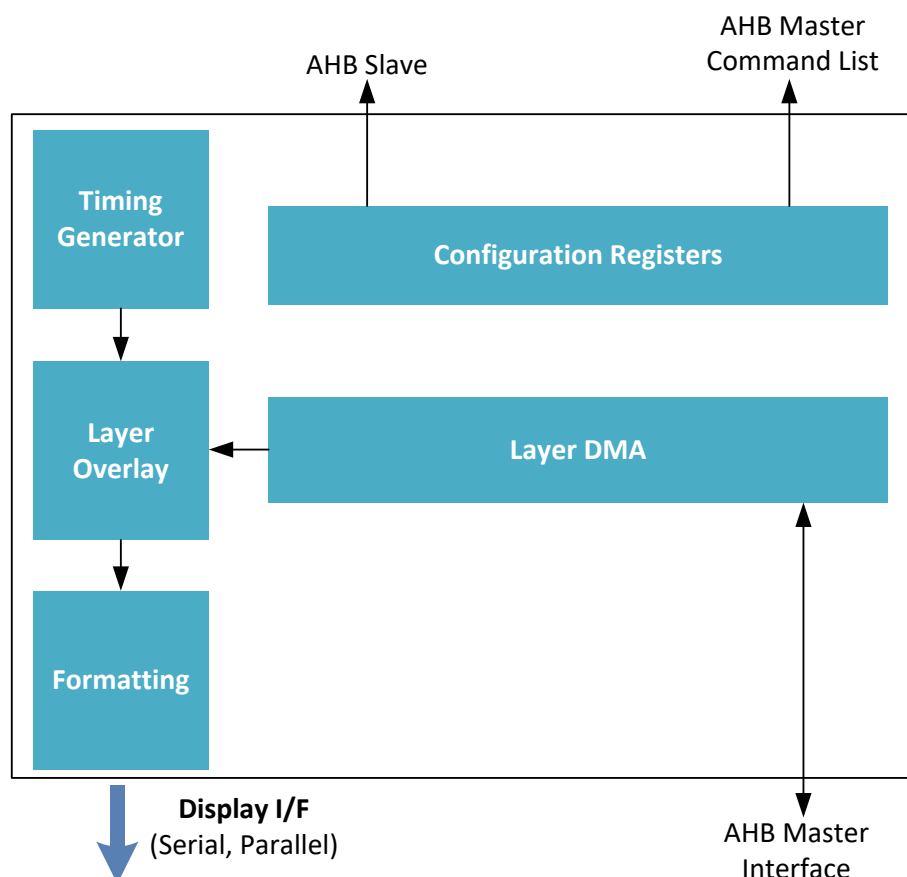 AHB Slave
AHB Master
Command List
Timing
Generator
Configuration Registers
Layer
Overlay
Layer DMA
Formatting
Display I/F
(Serial, Parallel)
AHB Master
Interface